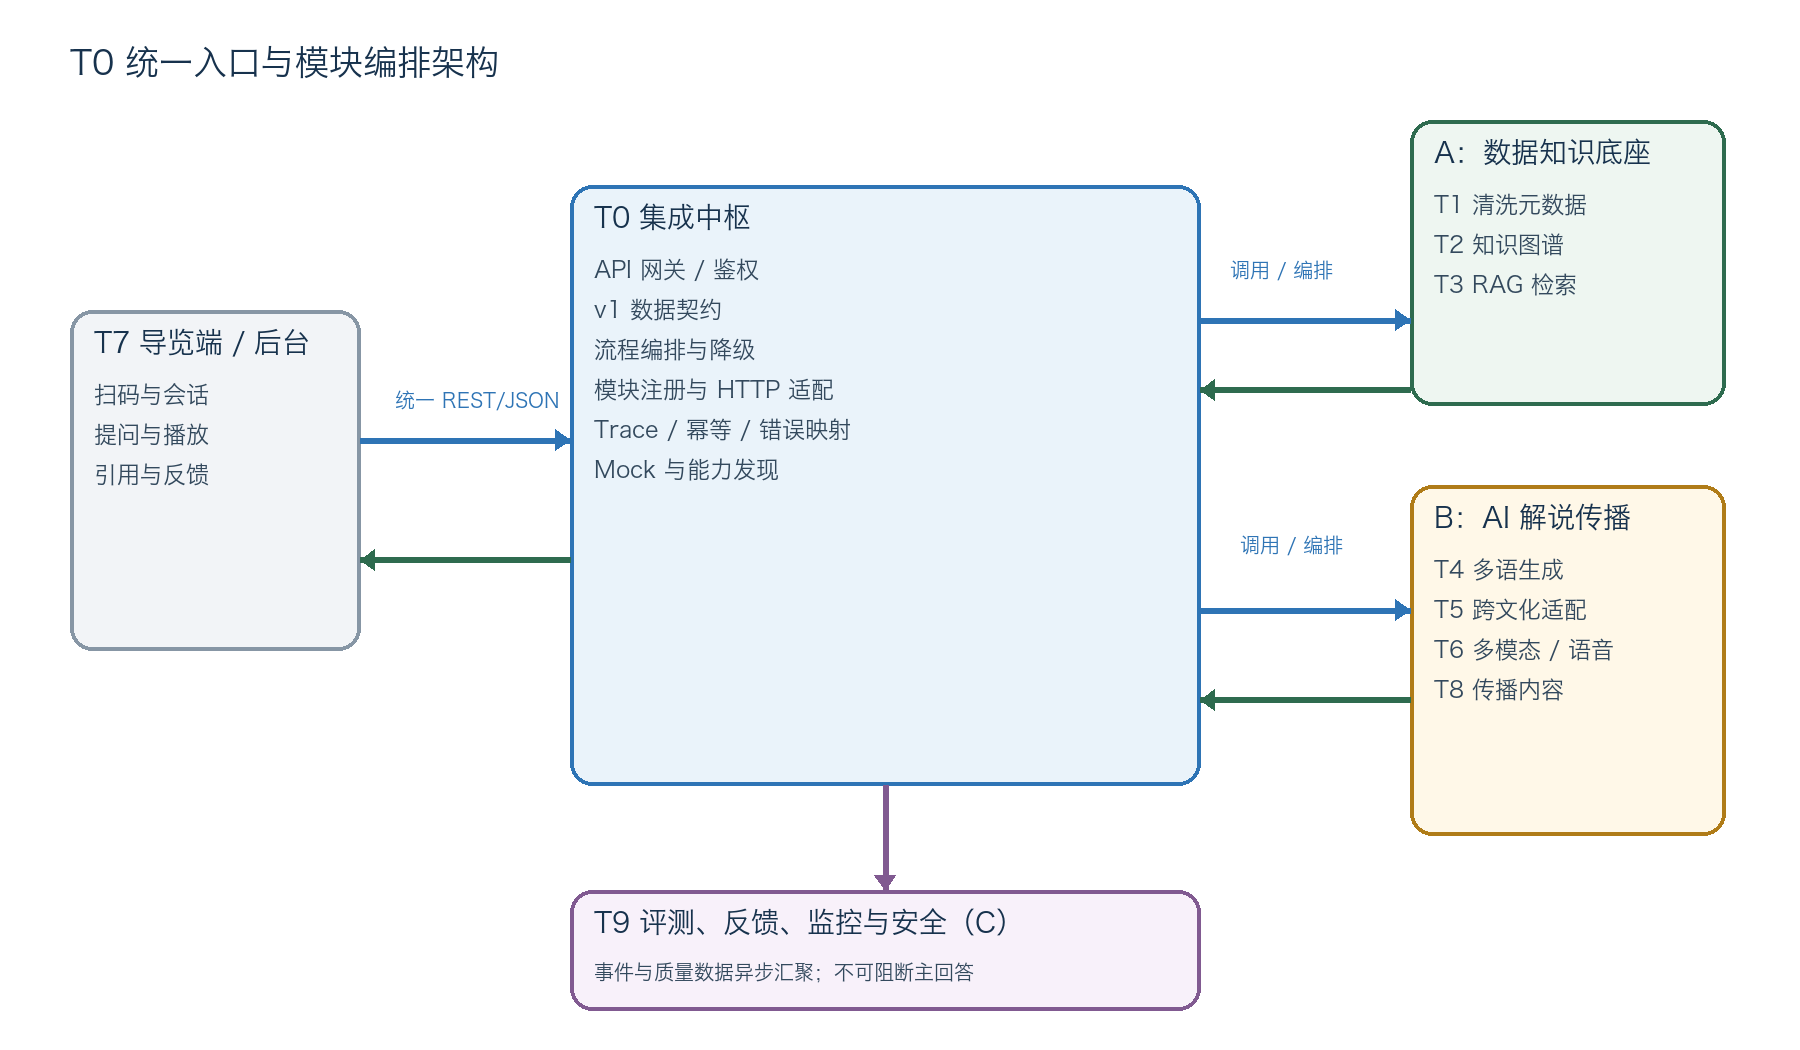 T0 统一入口与模块编排架构
T7 导览端 / 后台
扫码与会话
提问与播放
引用与反馈
统一 REST/JSON
T0 集成中枢
API 网关 / 鉴权
v1 数据契约
流程编排与降级
模块注册与 HTTP 适配
Trace / 幂等 / 错误映射
Mock 与能力发现
调用 / 编排
A：数据知识底座
T1 清洗元数据
T2 知识图谱
T3 RAG 检索
调用 / 编排
B：AI 解说传播
T4 多语生成
T5 跨文化适配
T6 多模态 / 语音
T8 传播内容
T9 评测、反馈、监控与安全（C）
事件与质量数据异步汇聚；不可阻断主回答